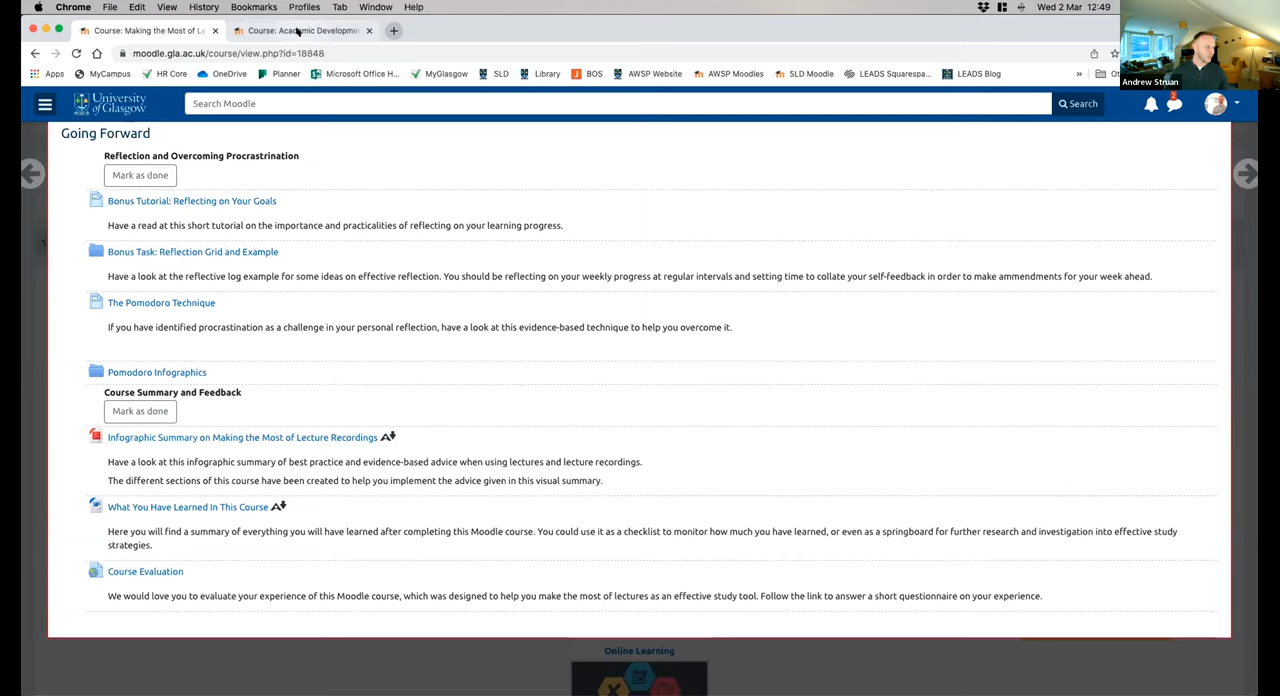 Chrome File Edit View History Bookmarks Profiles Tab Window Help Wed 2 Mar 12:49
Course: Making the Most of Le Course: Academic Developme
moodle.gla.ac.uk/course/view.php?id=18848
Apps MyCampus HR Core OneDrive Planner Microsoft Office H... MyGlasgow SLD Library BOS AWSP Website AWSP Moodles SLD Moodle LEADS Squarespa... LEADS Blog » Ot
Andrew Struan
University of Glasgow
Search Moodle
Search
2
Going Forward
Reflection and Overcoming Procrastrination
Mark as done
Bonus Tutorial: Reflecting on Your Goals
Have a read at this short tutorial on the importance and practicalities of reflecting on your learning progress.
Bonus Task: Reflection Grid and Example
Have a look at the reflective log example for some ideas on effective reflection. You should be reflecting on your weekly progress at regular intervals and setting time to collate your self-feedback in order to make ammendments for your week ahead.
The Pomodoro Technique
If you have identified procrastination as a challenge in your personal reflection, have a look at this evidence-based technique to help you overcome it.
Pomodoro Infographics
Course Summary and Feedback
Mark as done
Infographic Summary on Making the Most of Lecture Recordings
Have a look at this infographic summary of best practice and evidence-based advice when using lectures and lecture recordings.
The different sections of this course have been created to help you implement the advice given in this visual summary.
What You Have Learned In This Course
Here you will find a summary of everything you will have learned after completing this Moodle course. You could use it as a checklist to monitor how much you have learned, or even as a springboard for further research and investigation into effective study
strategies.
Course Evaluation
We would love you to evaluate your experience of this Moodle course, which was designed to help you make the most of lectures as an effective study tool. Follow the link to answer a short questionnaire on your experience.
Online Learning